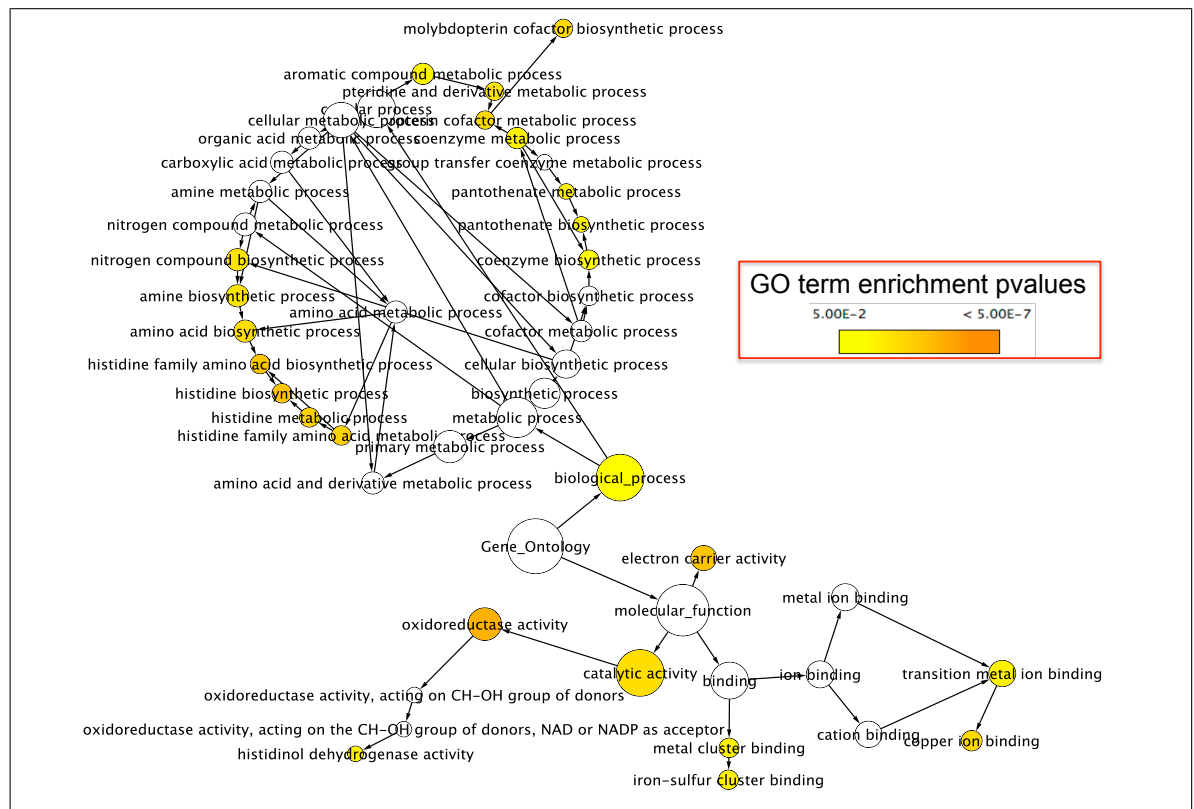 molybdopterin cofactor biosynthetic process
aromatic compound metabolic process
pteridine and derivative metabolic process
process
cellular metabolic process
cofactor metabolic process
organic acid metabolic process
coenzyme metabolic process
carboxylic acid metabolic process
group transfer coenzyme metabolic process
amine metabolic process
pantothenate metabolic process
nitrogen compound metabolic process
pantothenate biosynthetic process
nitrogen compound biosynthetic process
coenzyme biosynthetic process
GO term enrichment pvalues
5.00E-2
< 5.00E-7
amine biosynthetic process
cofactor biosynthetic process
amino acid metabolic process
amino acid biosynthetic process
cofactor metabolic process
histidine family amino acid biosynthetic process
cellular biosynthetic process
histidine biosynthetic process
biosynthetic process
histidine metabolic process
metabolic process
histidine family amino acid metabolic process
primary metabolic process
amino acid and derivative metabolic process
biological_process
Gene_Ontology
electron carrier activity
metal ion binding
molecular_function
oxidoreductase activity
catalytic activity
binding
ion binding
transition metal ion binding
oxidoreductase activity, acting on CH-OH group of donors
oxidoreductase activity, acting on the CH-OH group of donors, NAD or NADP as acceptor
cation binding
copper ion binding
histidinol dehydrogenase activity
metal cluster binding
iron-sulfur cluster binding